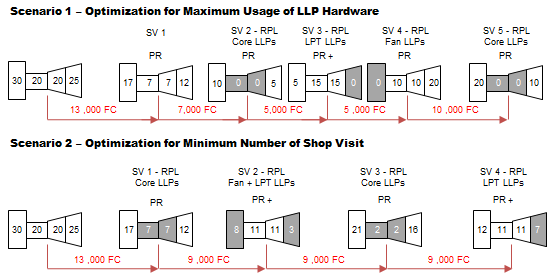 Scenario 1 – Optimization for Maximum Usage of LLP Hardware
SV 1
SV 2 - RPL
Core LLPs
SV 3 - RPL
LPT LLPs
SV 4 - RPL
Fan LLPs
SV 5 - RPL
Core LLPs
PR
PR
PR +
PR
PR
30 20 20 25
17 7 7 12
10 0 0 5
5 15 15 0
0 10 10 20
20 0 0 10
13 ,000 FC
7,000 FC
5,000 FC
5 ,000 FC
10 ,000 FC
Scenario 2 – Optimization for Minimum Number of Shop Visit
SV 1 - RPL
Core LLPs
SV 2 - RPL
Fan + LPT LLPs
SV 3 - RPL
Core LLPs
SV 4 - RPL
LPT LLPs
PR
PR +
PR
PR +
30 20 20 25
17 7 7 12
8 11 11 3
21 2 2 16
12 11 11 7
13 ,000 FC
9 ,000 FC
9 ,000 FC
9 ,000 FC